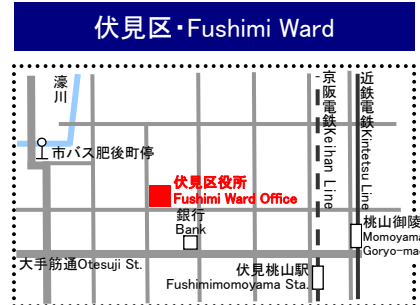 伏見区・Fushimi Ward
濠川
京阪電鉄Keihan Line
近鉄電鉄Kintetsu Line
市バス肥後町停
伏見区役所
Fushimi Ward Office
銀行
Bank
桃山御陵
Momoyama
Goryo-mae
大手筋通Otesuji St.
伏見桃山駅
Fushimimomoyama Sta.